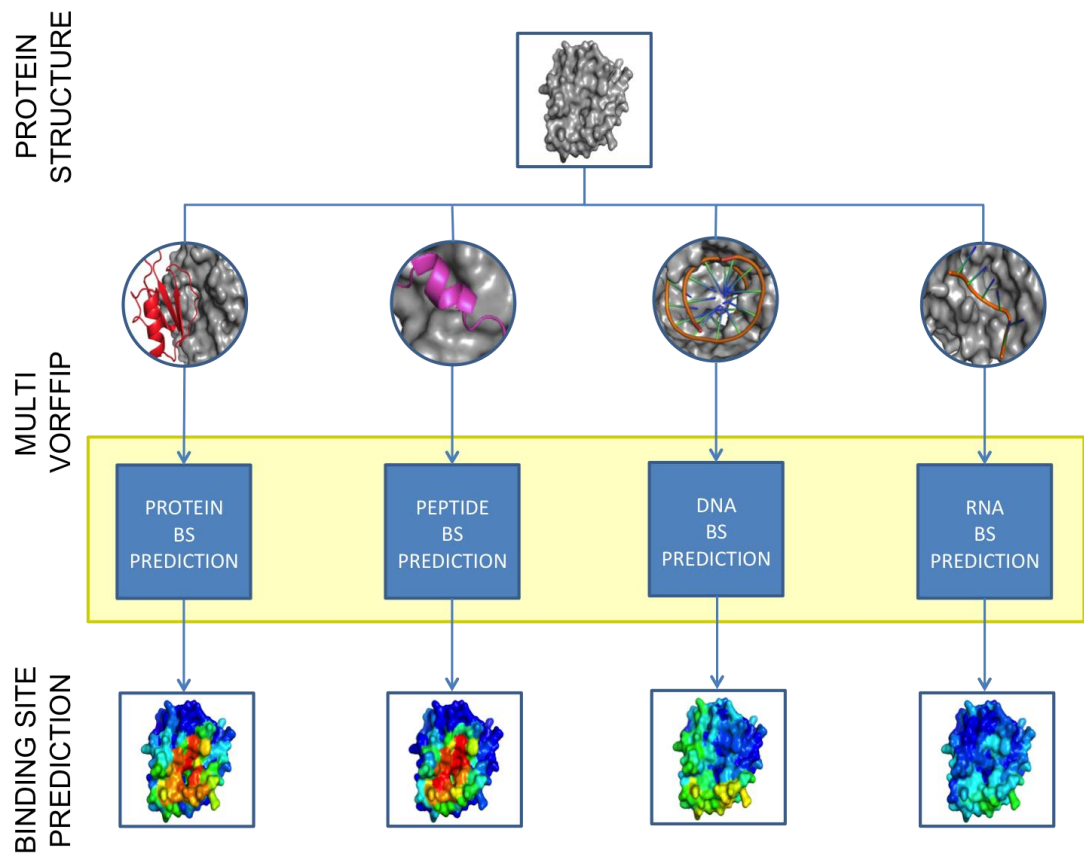 PROTEIN
STRUCTURE
MULTI
VORFFIP
PROTEIN
BS
PREDICTION
PEPTIDE
BS
PREDICTION
DNA
BS
PREDICTION
RNA
BS
PREDICTION
BINDING SITE
PREDICTION